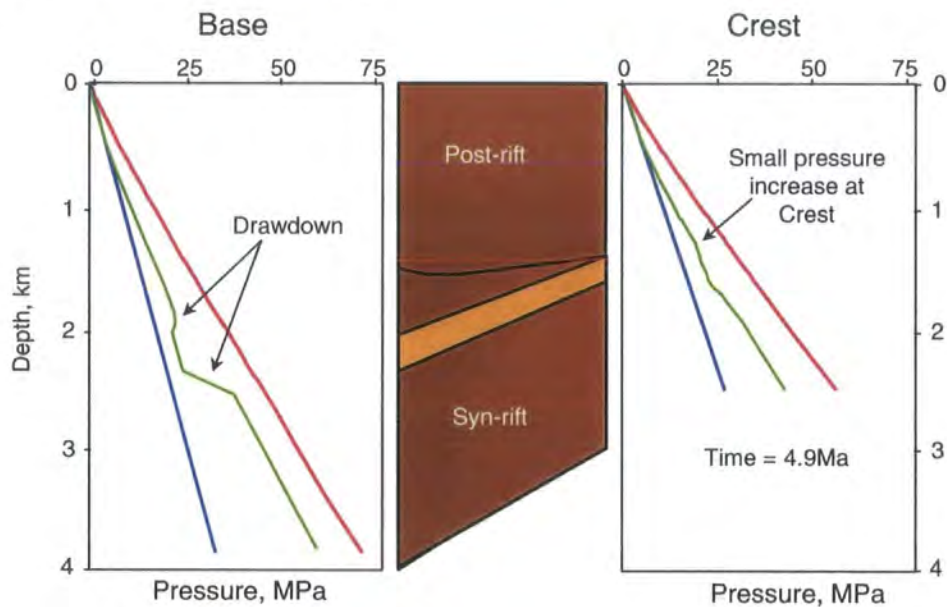 Base
0 25 50 75
0
1
2
3
4
Depth, km
Drawdown
Pressure, MPa
Post-rift
Syn-rift
Crest
0 25 50 75
0
1
2
3
4
Small pressure
increase at
Crest
Time = 4.9Ma
Pressure, MPa